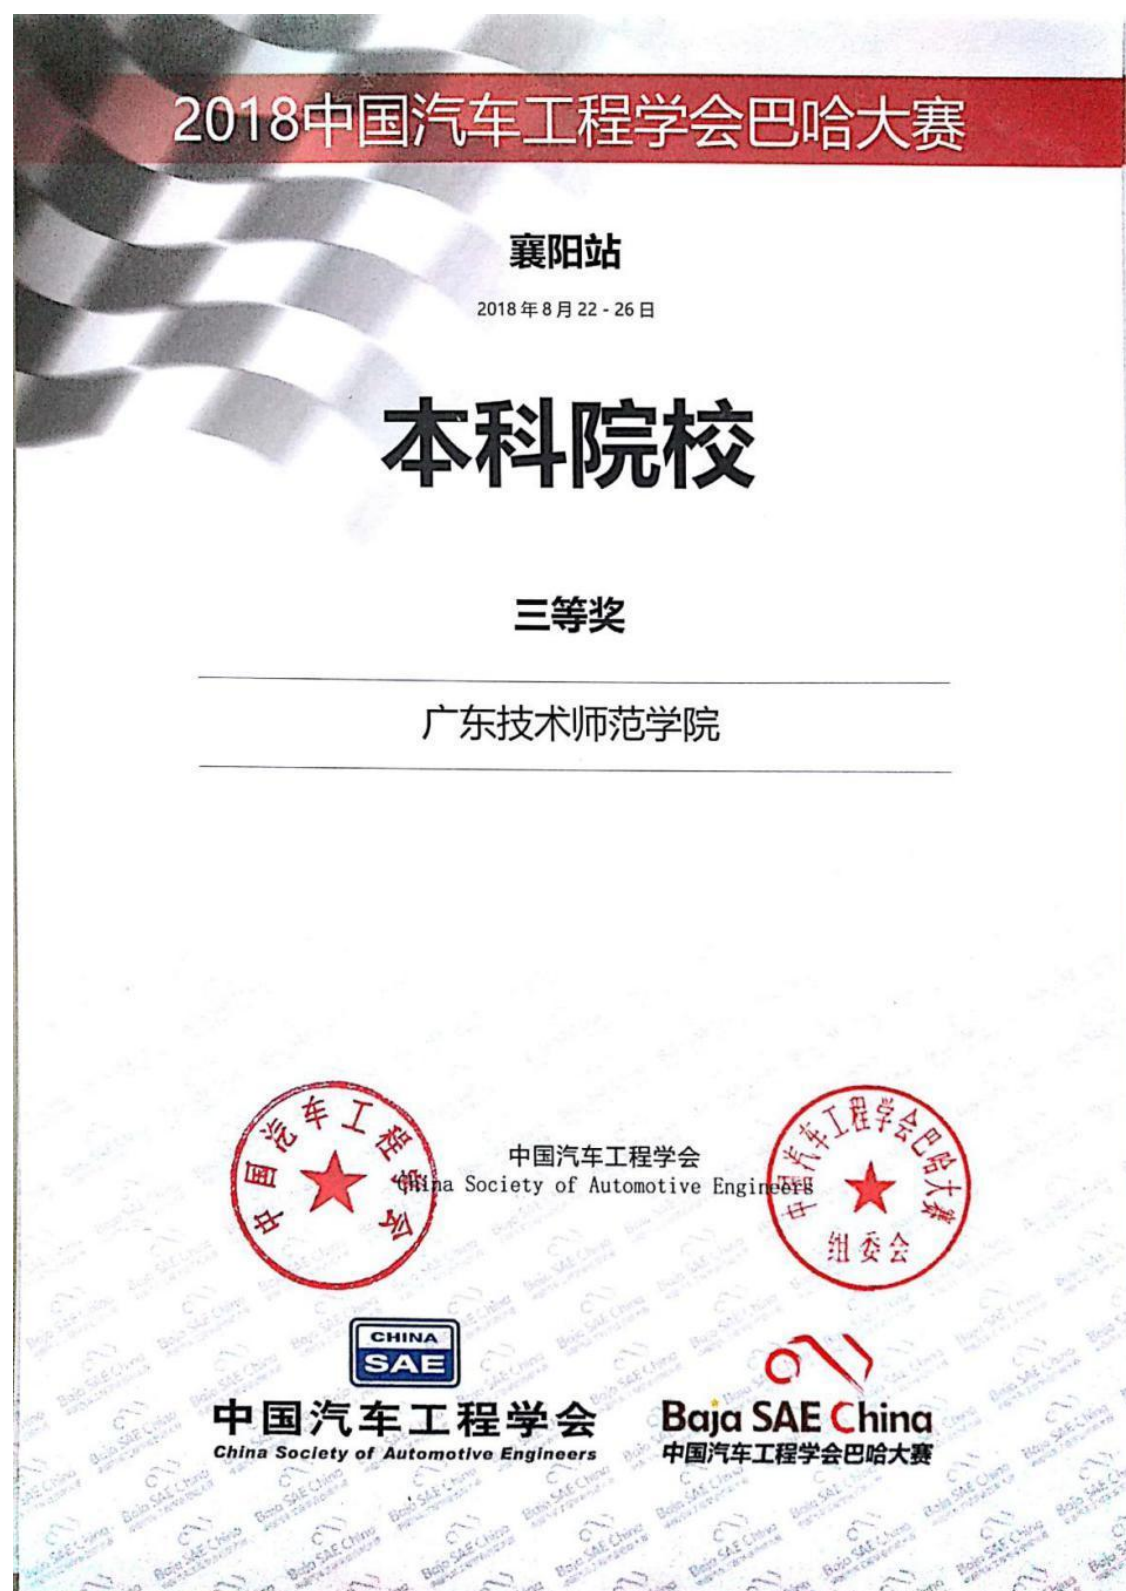 2018中国汽车工程学会巴哈大赛
襄阳站
2018年8月22-26日
本科院校
三等奖
广东技术师范学院
中国汽车工程学会
中国汽车工程学会
China Society of Automotive Engineers
中国汽车工程学会巴哈大赛
组委会
CHINA
SAE
中国汽车工程学会
China Society of Automotive Engineers
Baja SAE China
中国汽车工程学会巴哈大赛